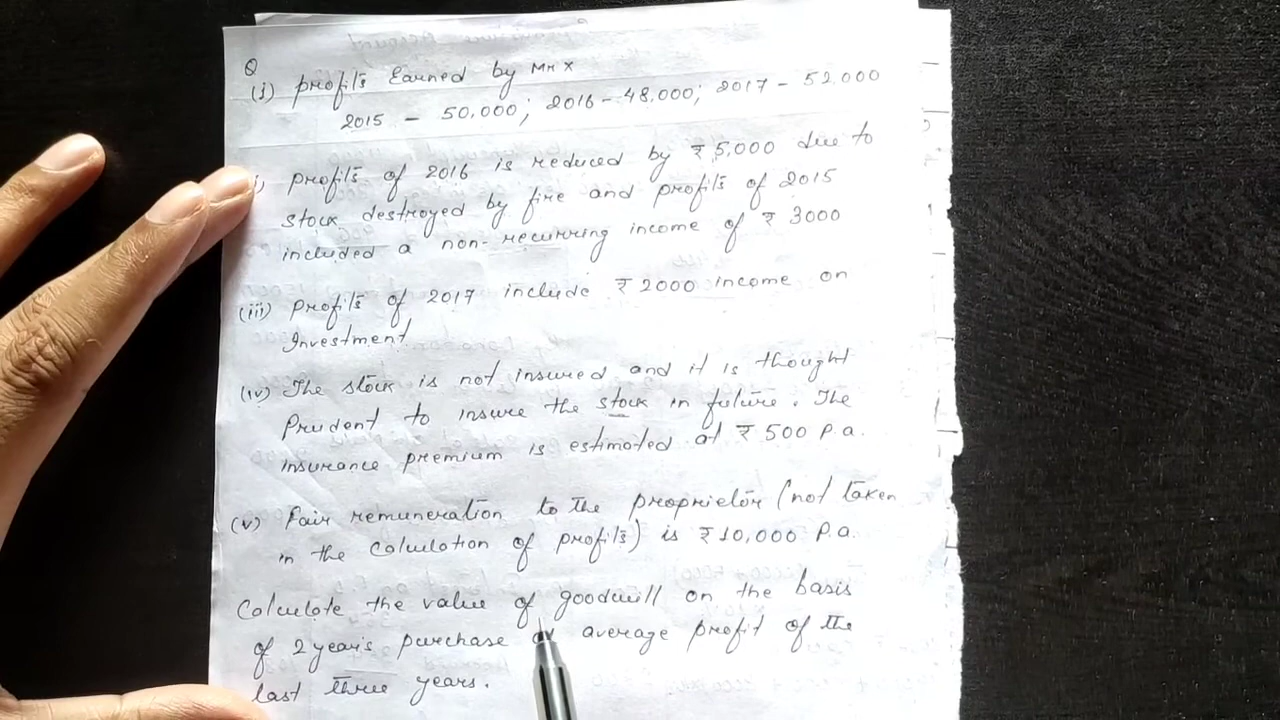 Q
(i) profits Earned by Mr X
2015 - 50,000; 2016 - 48,000; 2017 - 52.000
profits of 2016 is reduced by ₹ 5,000 due to
stock destroyed by fire and profits of 2015
included a non-recurring income of ₹ 3000
(iii) profits of 2017 include ₹ 2000 income on
Investment
(iv) The stock is not insured and it is thought
Prudent to insure the stock in future. The
insurance premium is estimated at ₹ 500 P.a.
(v) Fair remuneration to the proprietor (not taken
in the calculation of profits) is ₹ 10,000 P.a.
Calculate the value of goodwill on the basis
of 2 years purchase average profit of the
last three years.